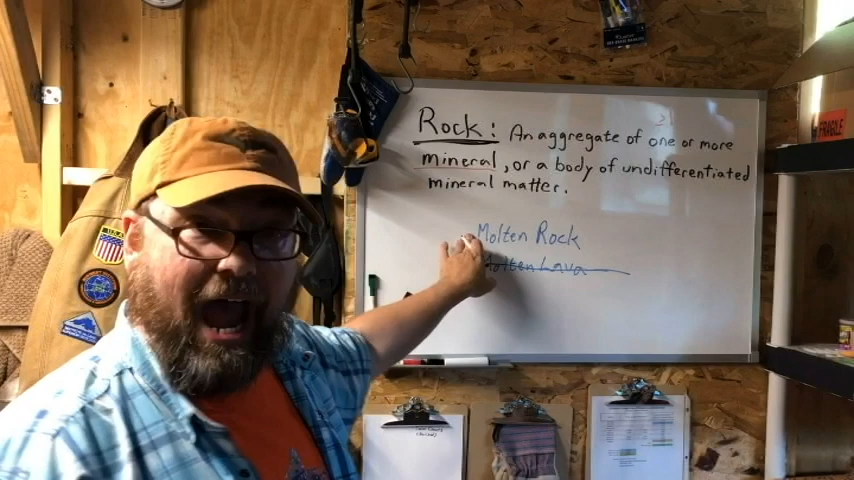 Rock: An aggregate of one or more
mineral, or a body of undifferentiated
mineral matter.
Molten Rock
Molten Lava
FRAGILE